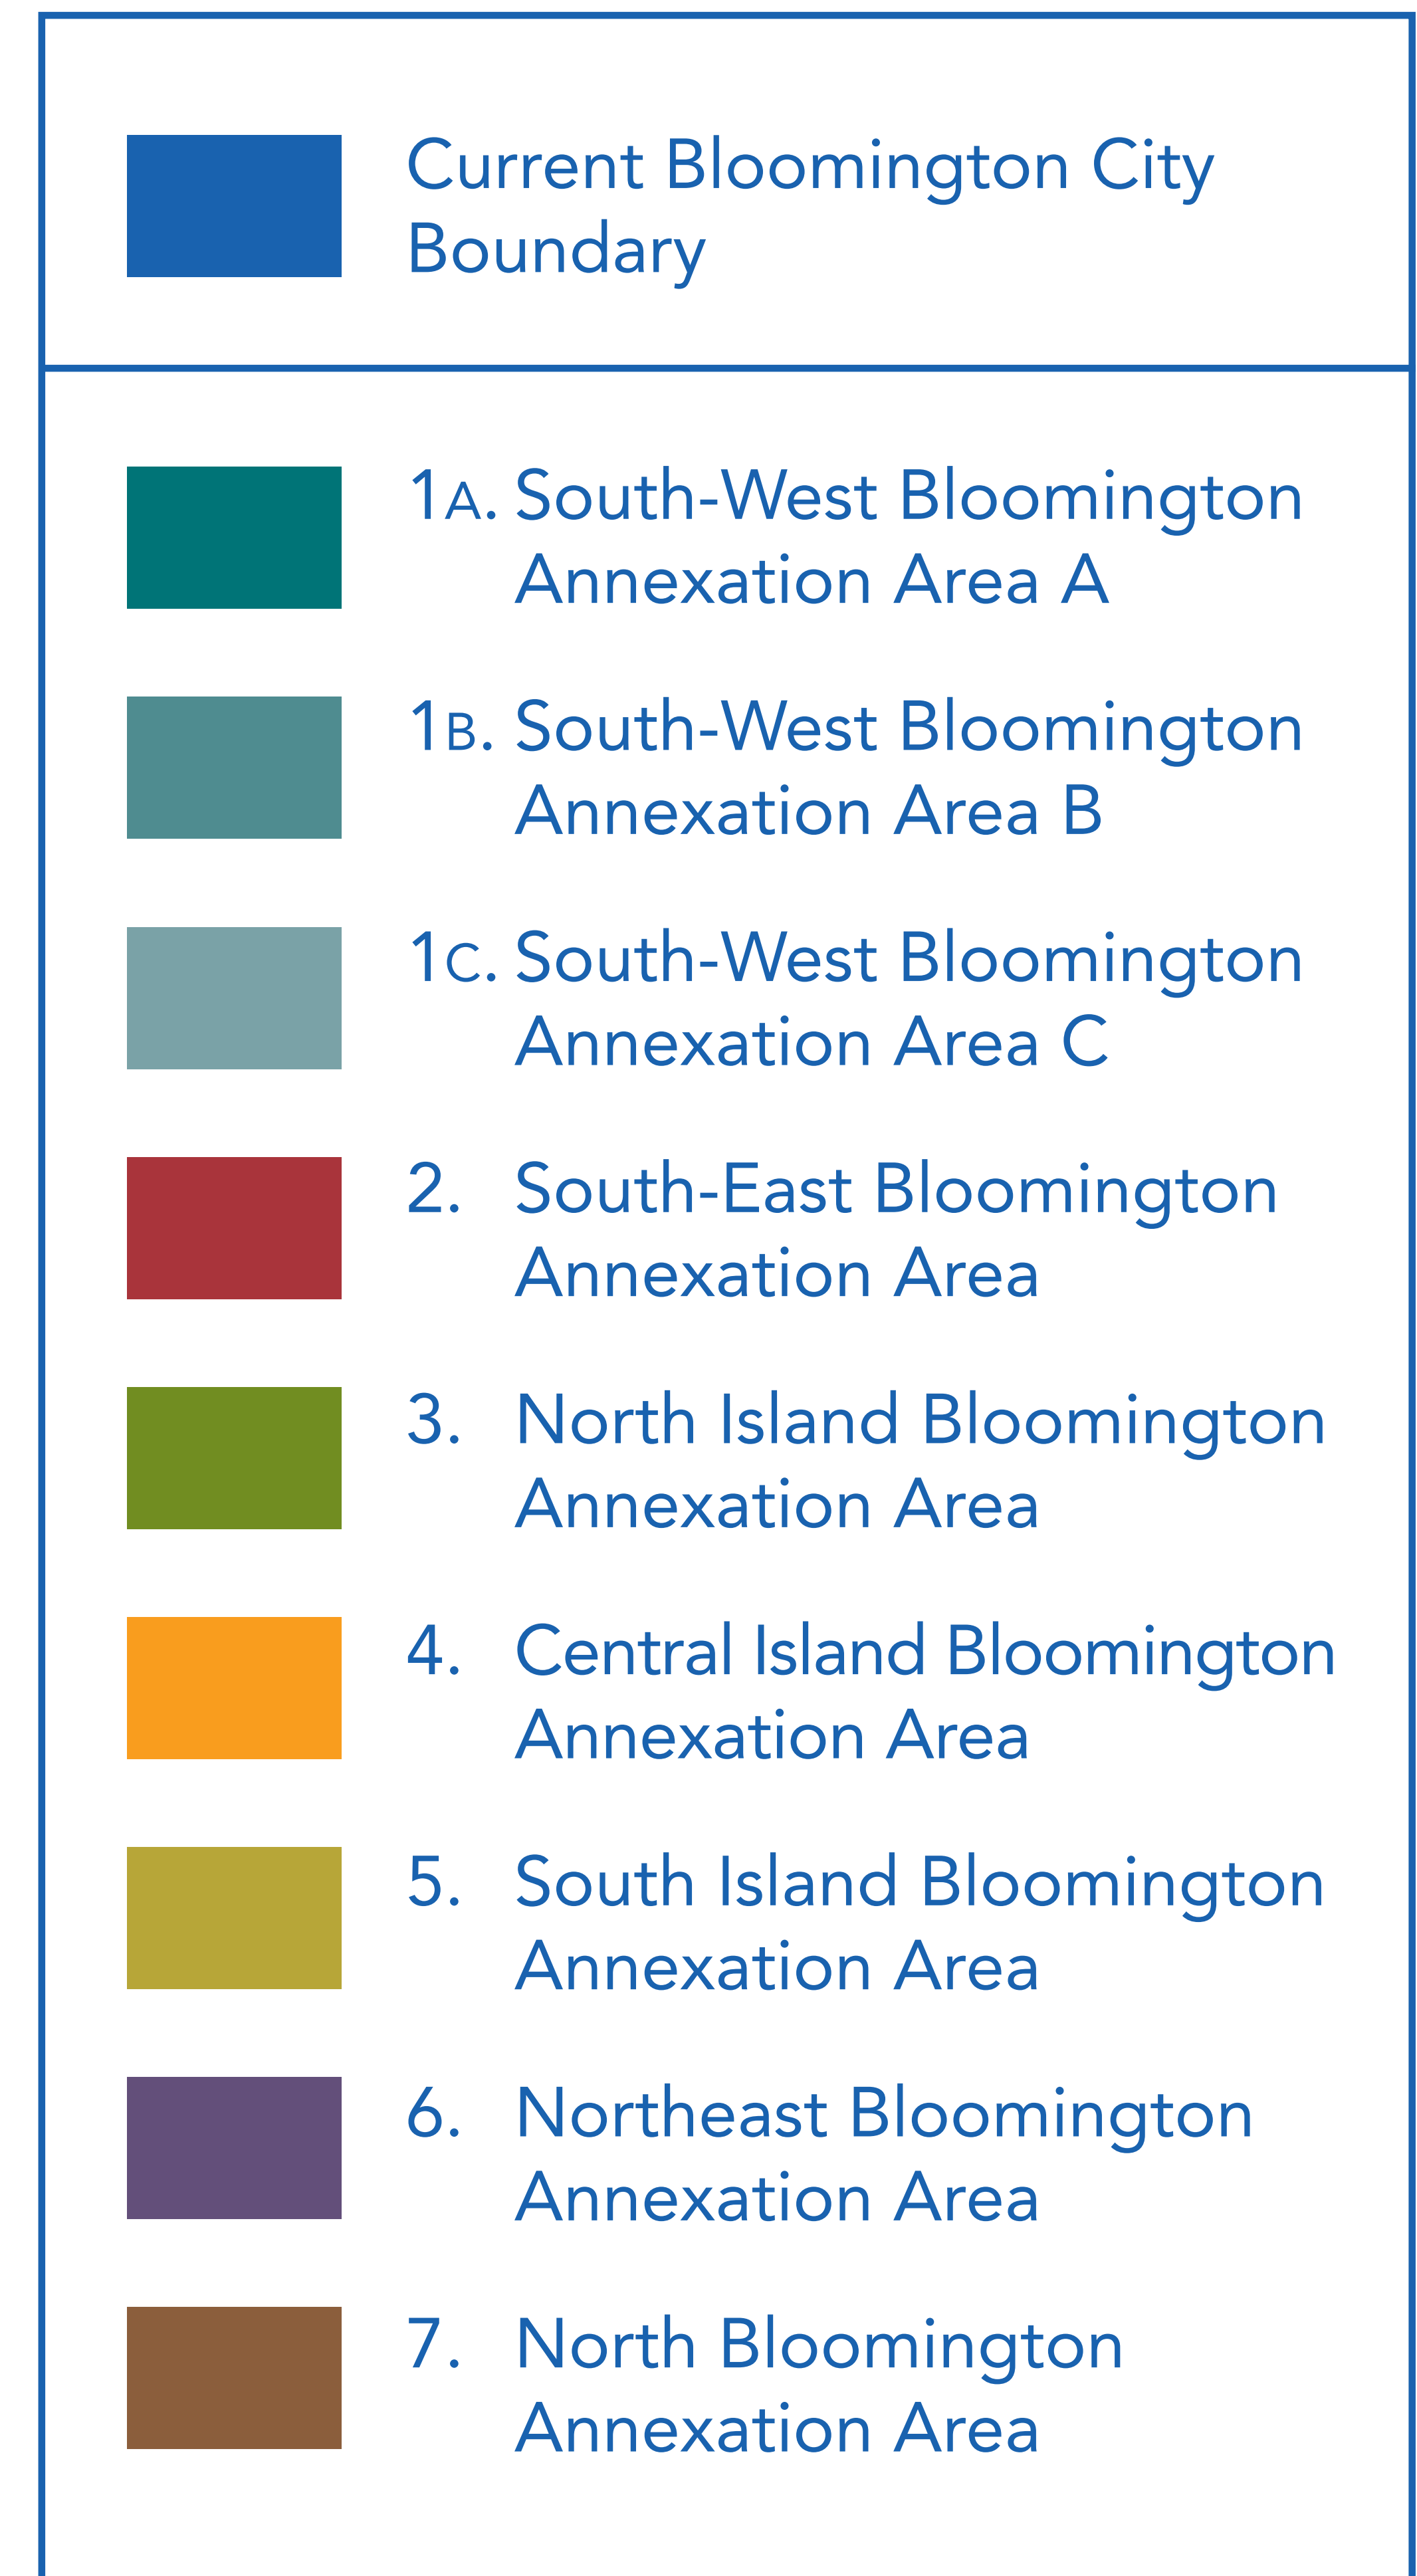 Current Bloomington City
Boundary
1A. South-West Bloomington
Annexation Area A
1B. South-West Bloomington
Annexation Area B
1C. South-West Bloomington
Annexation Area C
2. South-East Bloomington
Annexation Area
3. North Island Bloomington
Annexation Area
4. Central Island Bloomington
Annexation Area
5. South Island Bloomington
Annexation Area
6. Northeast Bloomington
Annexation Area
7. North Bloomington
Annexation Area